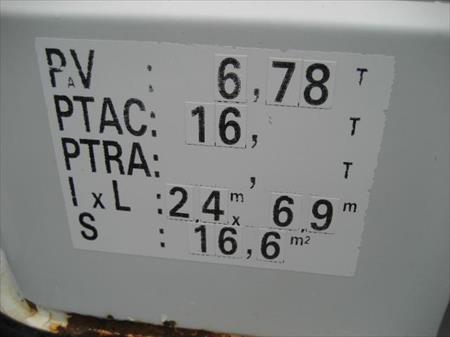 PV : 6,78 T
PTAC: 16, T
PTRA: , T
l x L : 2,4 m x 6,9 m
S : 16,6 m²